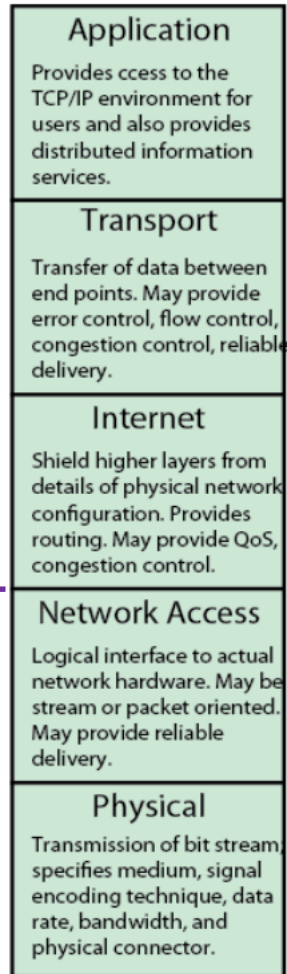 Application
Provides ccess to the
TCP/IP environment for
users and also provides
distributed information
services.
Transport
Transfer of data between
end points. May provide
error control, flow control,
congestion control, reliable
delivery.
Internet
Shield higher layers from
details of physical network
configuration. Provides
routing. May provide QoS,
congestion control.
Network Access
Logical interface to actual
network hardware. May be
stream or packet oriented.
May provide reliable
delivery.
Physical
Transmission of bit stream;
specifies medium, signal
encoding technique, data
rate, bandwidth, and
physical connector.